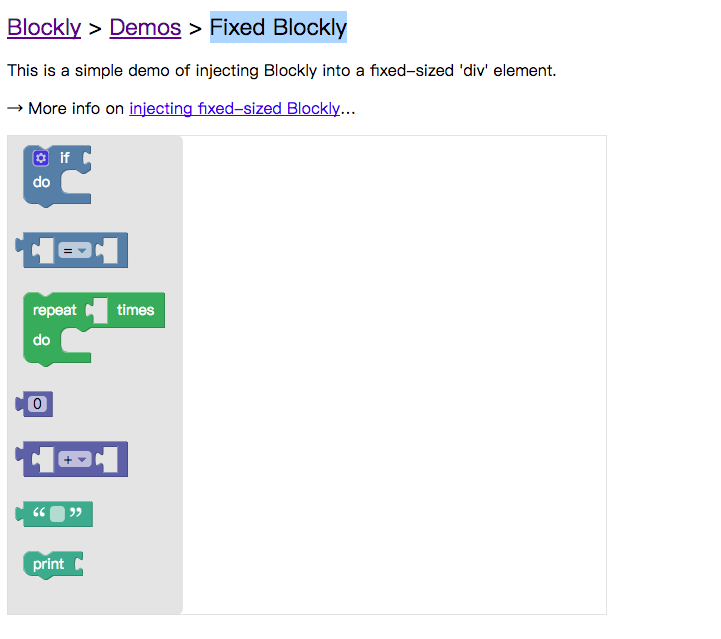 Blockly > Demos > Fixed Blockly
This is a simple demo of injecting Blockly into a fixed-sized 'div' element.
→ More info on injecting fixed-sized Blockly...
if
do
=
repeat times
do
0
+
“ ”
print